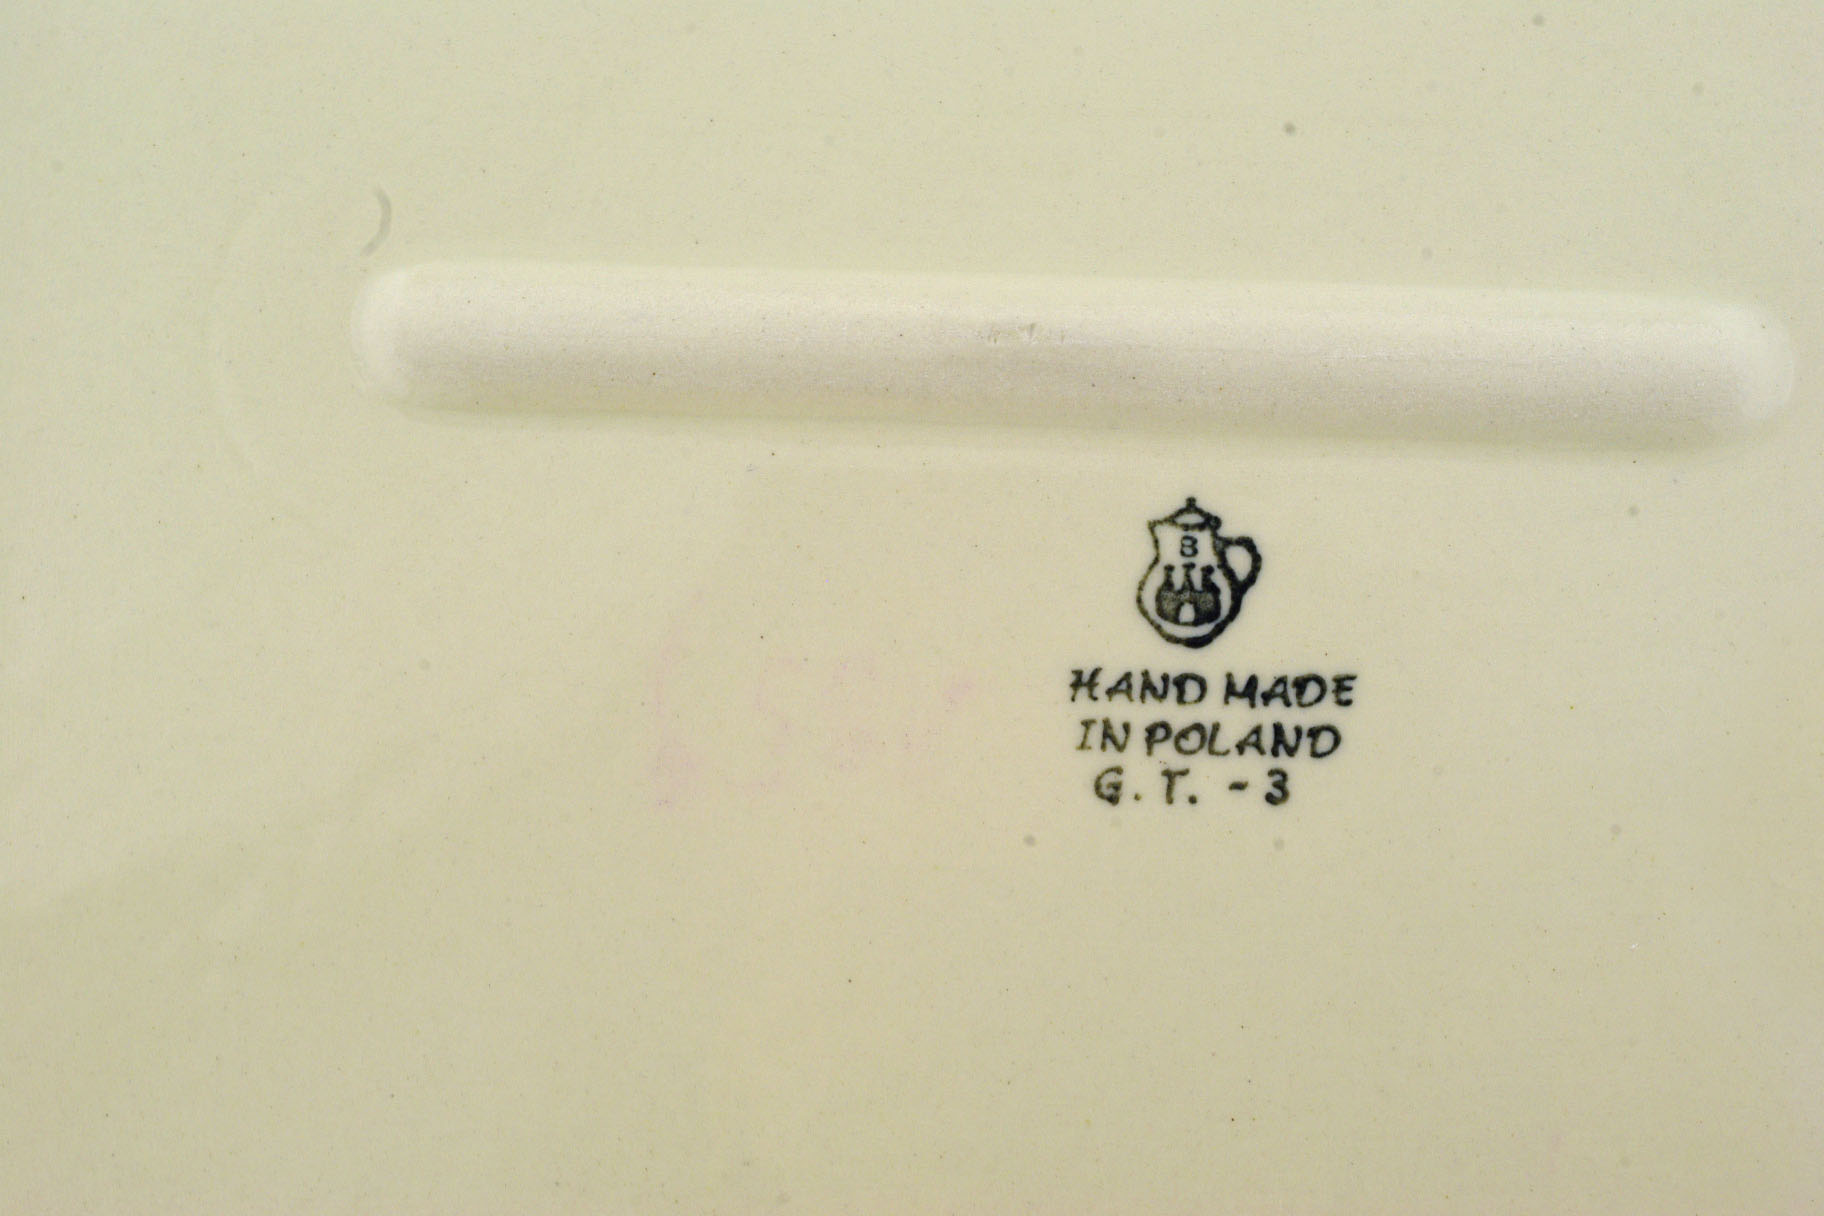 B
HAND MADE
IN POLAND
G. T. - 3